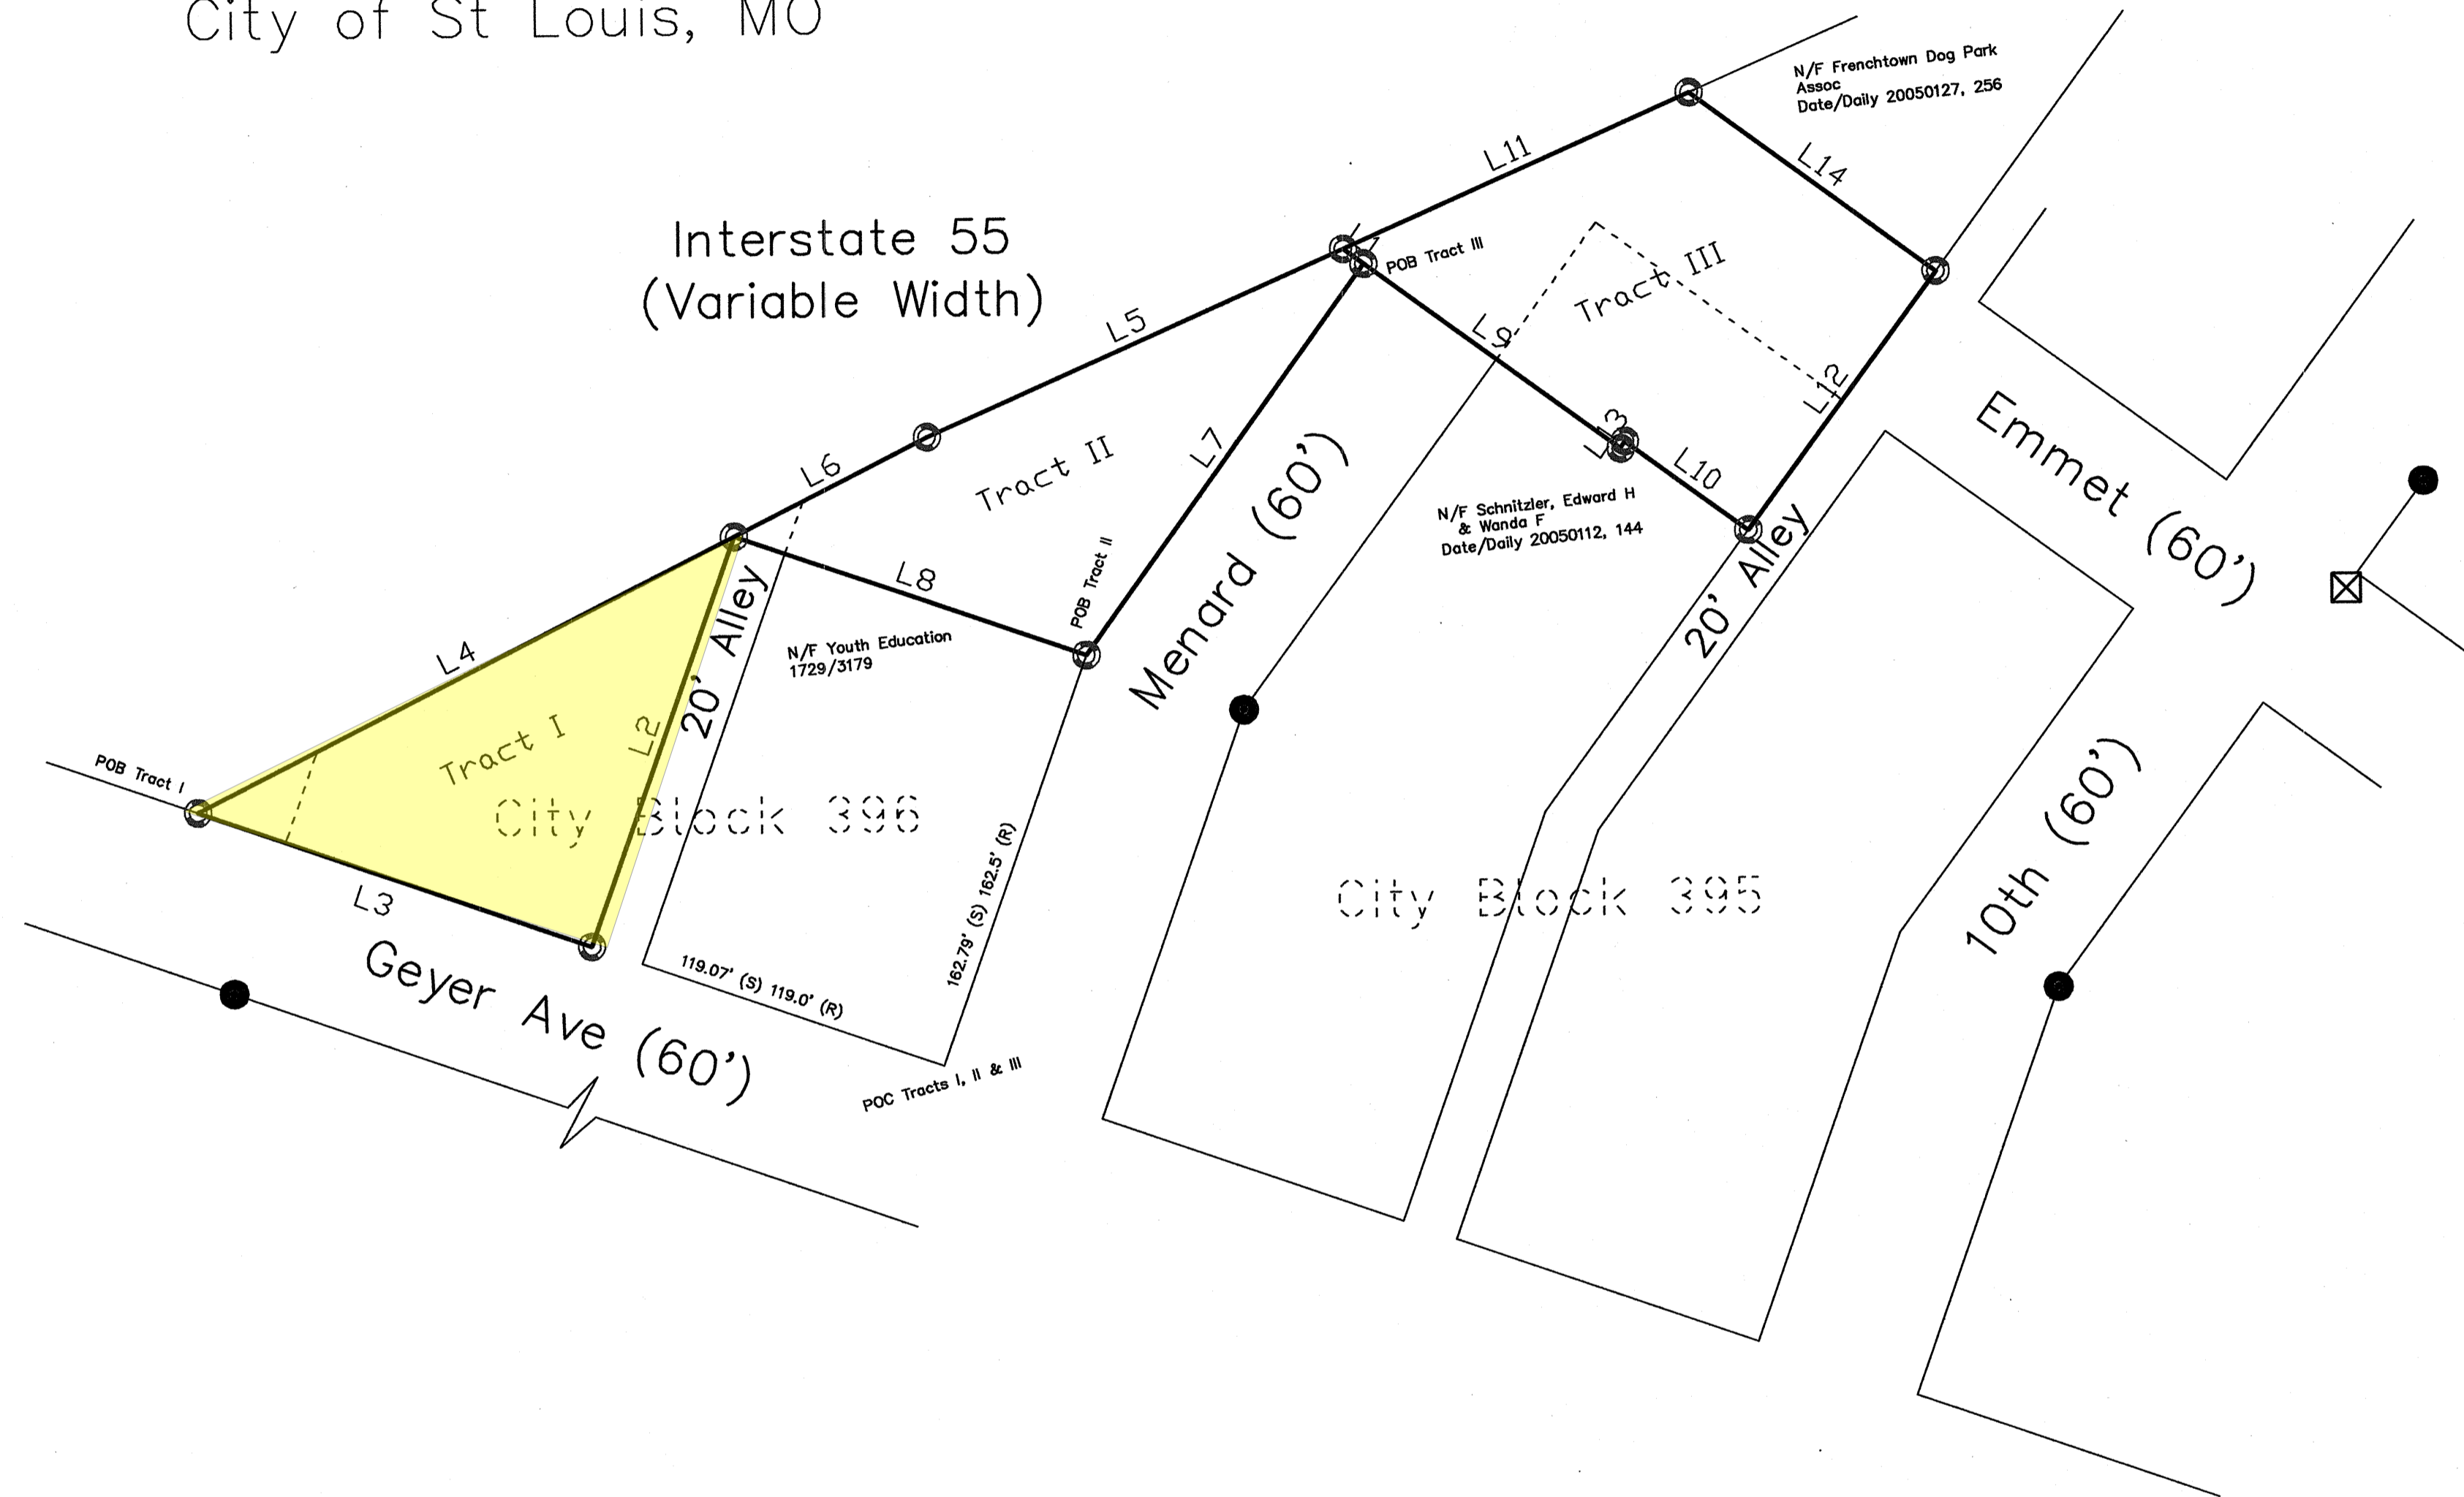 City of St Louis, MO
N/F Frenchtown Dog Park
Assoc
Date/Daily 20050127, 256
L11
L14
Interstate 55
(Variable Width)
POB Tract III
Tract III
L5
L9
L12
L13
L10
Emmet (60')
L6
Tract II
L7
Menard (60')
N/F Schnitzler, Edward H
& Wanda F
Date/Daily 20050112, 144
20' Alley
L8
POB Tract II
20' Alley
N/F Youth Education
1729/3179
L4
L2
Tract I
POB Tract I
City Block 396
162.79' (S) 162.5' (R)
City Block 395
10th (60')
L3
Geyer Ave (60')
119.07' (S) 119.0' (R)
POC Tracts I, II & III